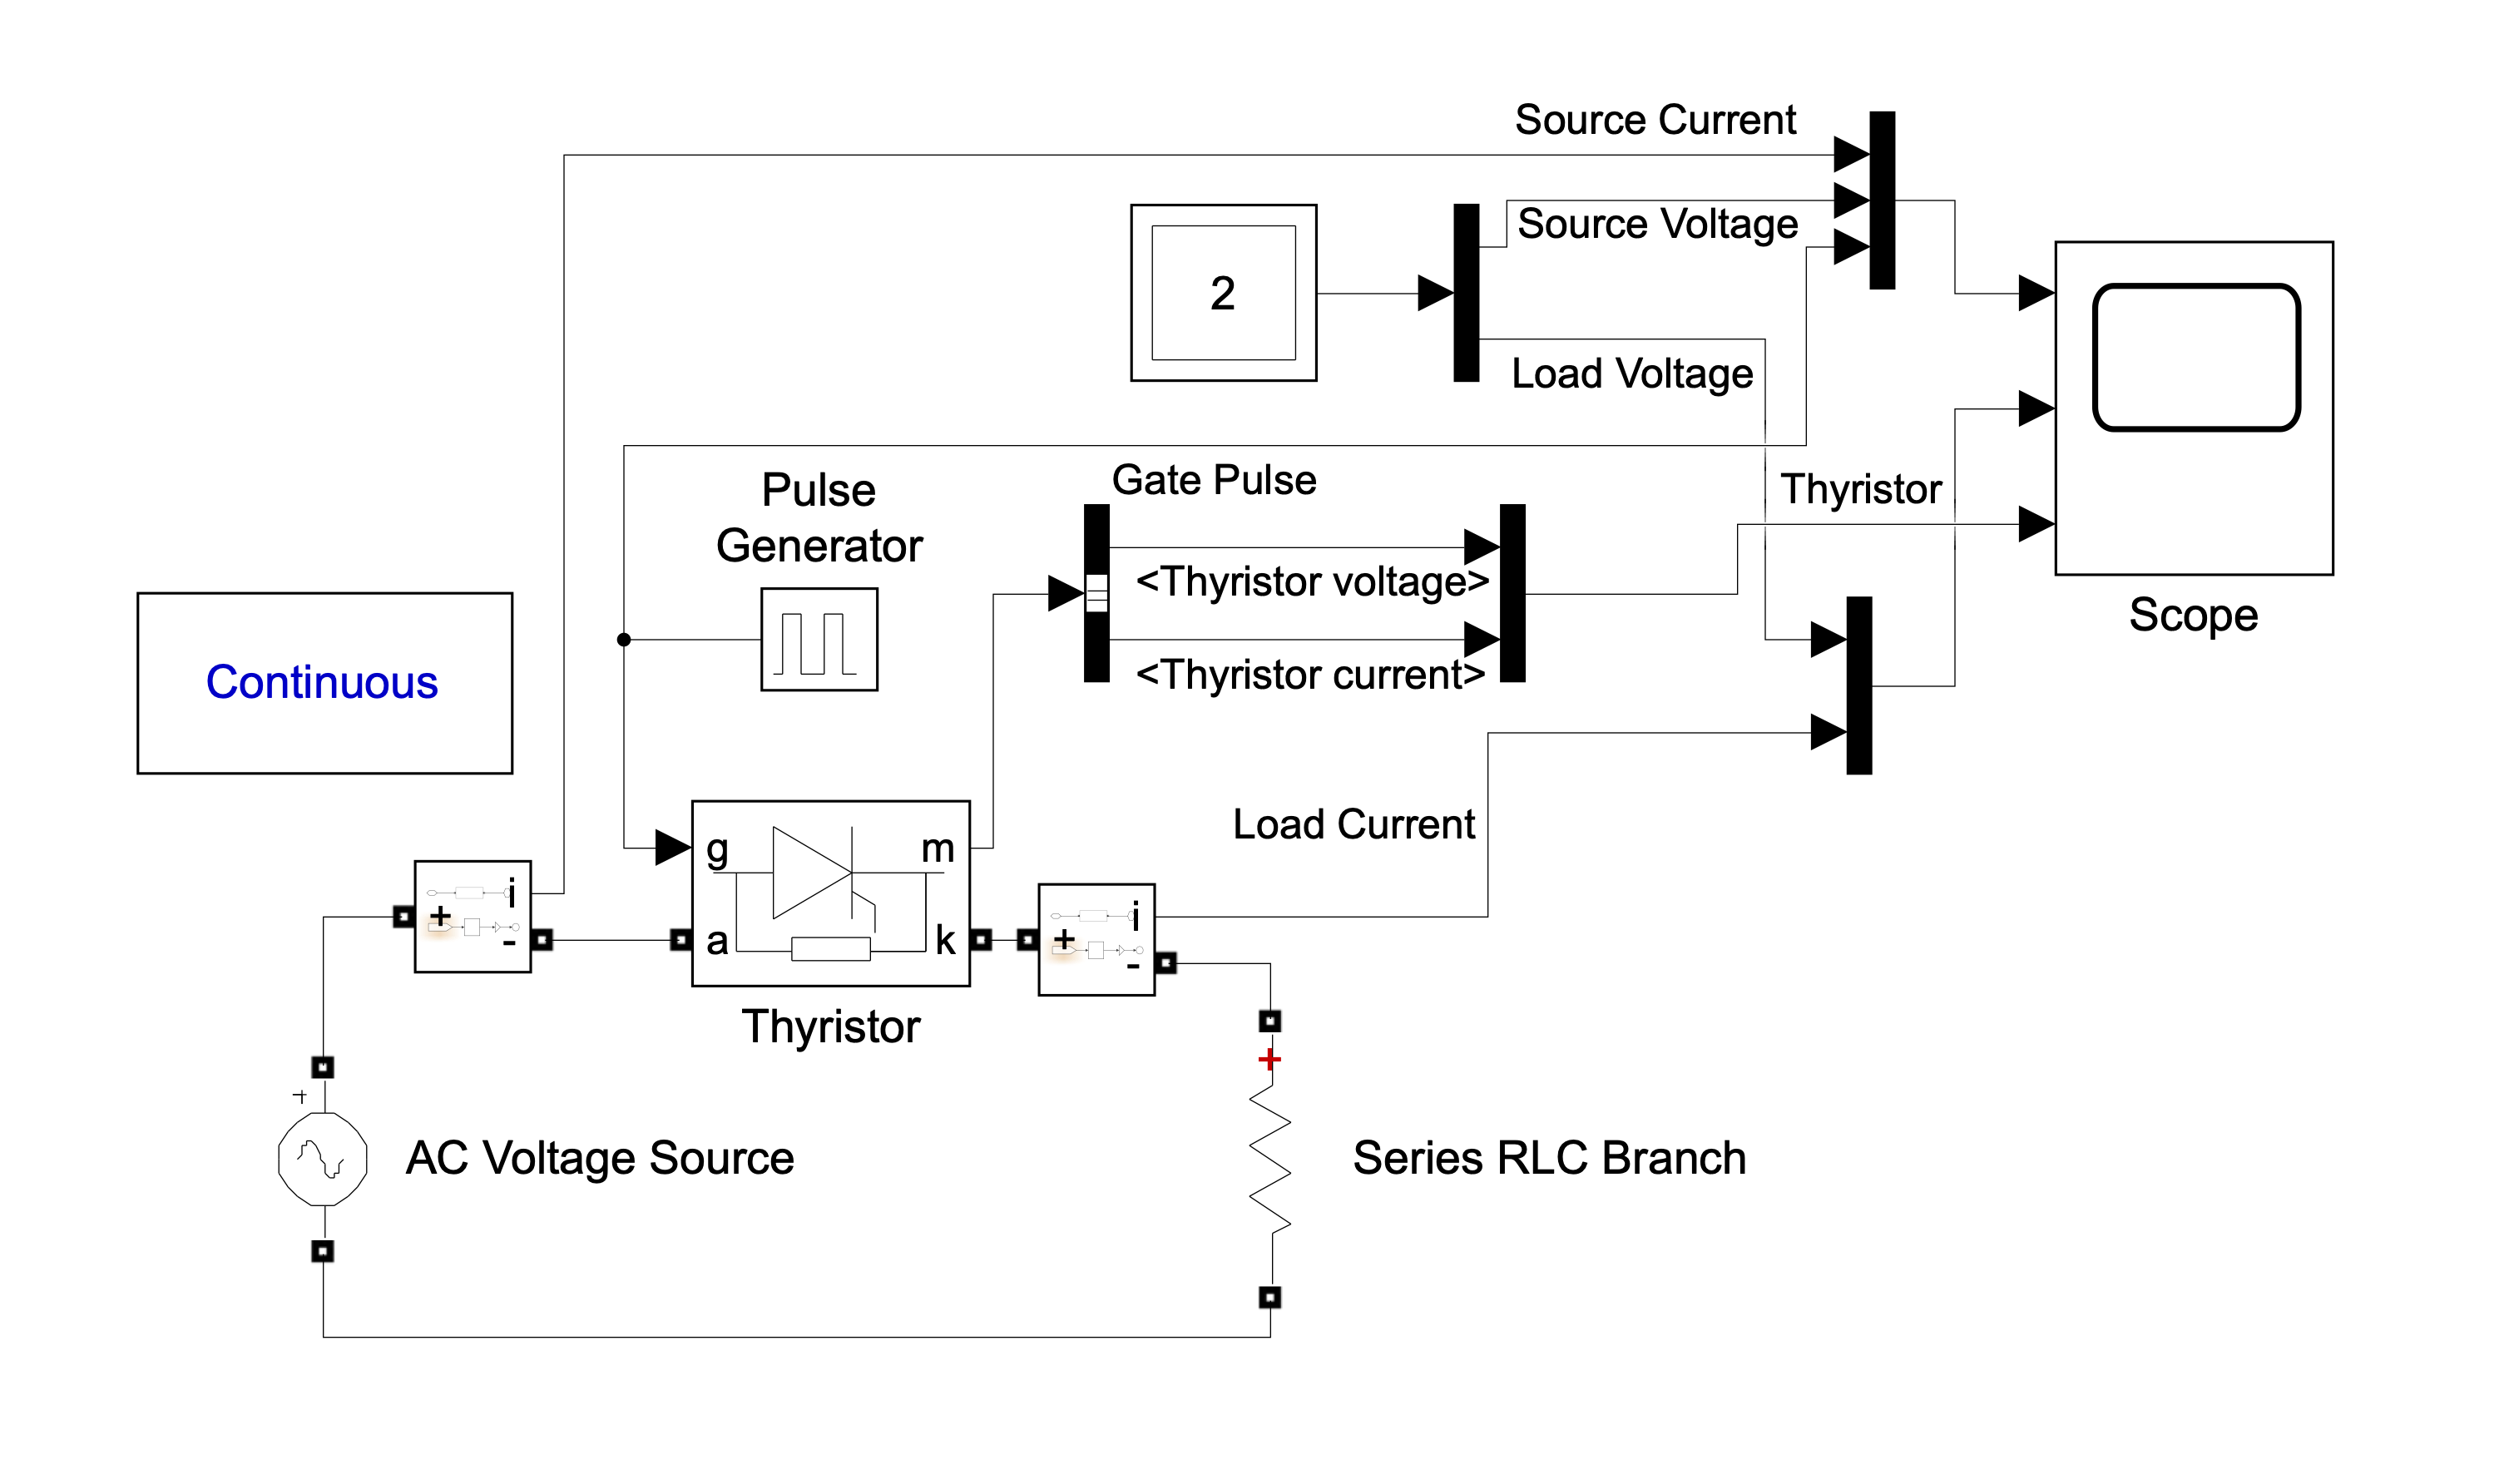 Source Current
Source Voltage
2
Load Voltage
Pulse
Generator
Gate Pulse
Thyristor
<Thyristor voltage>
<Thyristor current>
Scope
Continuous
Load Current
g
m
a
k
i
+
-
i
+
-
Thyristor
+
+
AC Voltage Source
Series RLC Branch